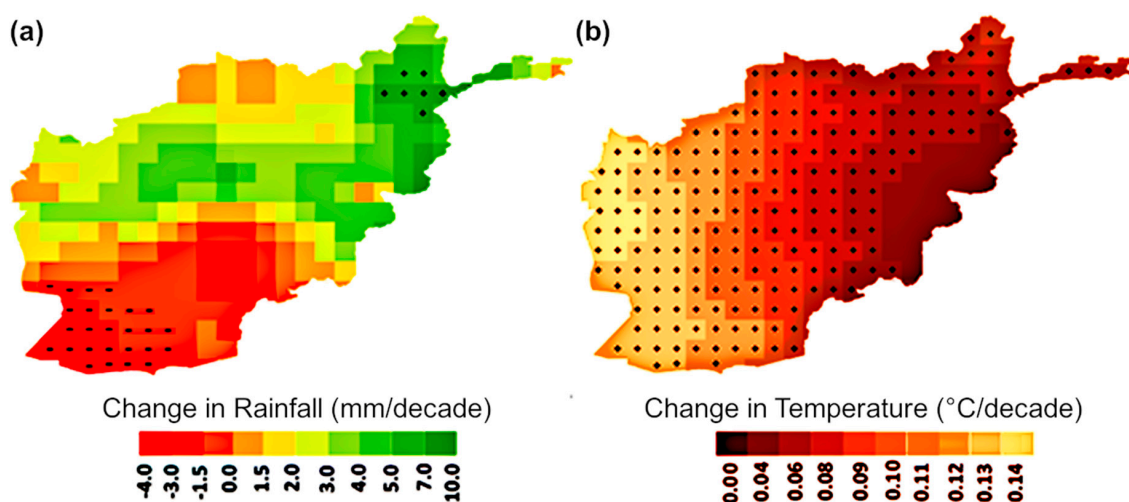 (a)
(b)
Change in Rainfall (mm/decade)
-4.0 -3.0 -1.5 0.0 1.5 2.0 3.0 4.0 5.0 7.0 10.0
Change in Temperature (°C/decade)
0.00 0.04 0.06 0.08 0.09 0.10 0.11 0.12 0.13 0.14